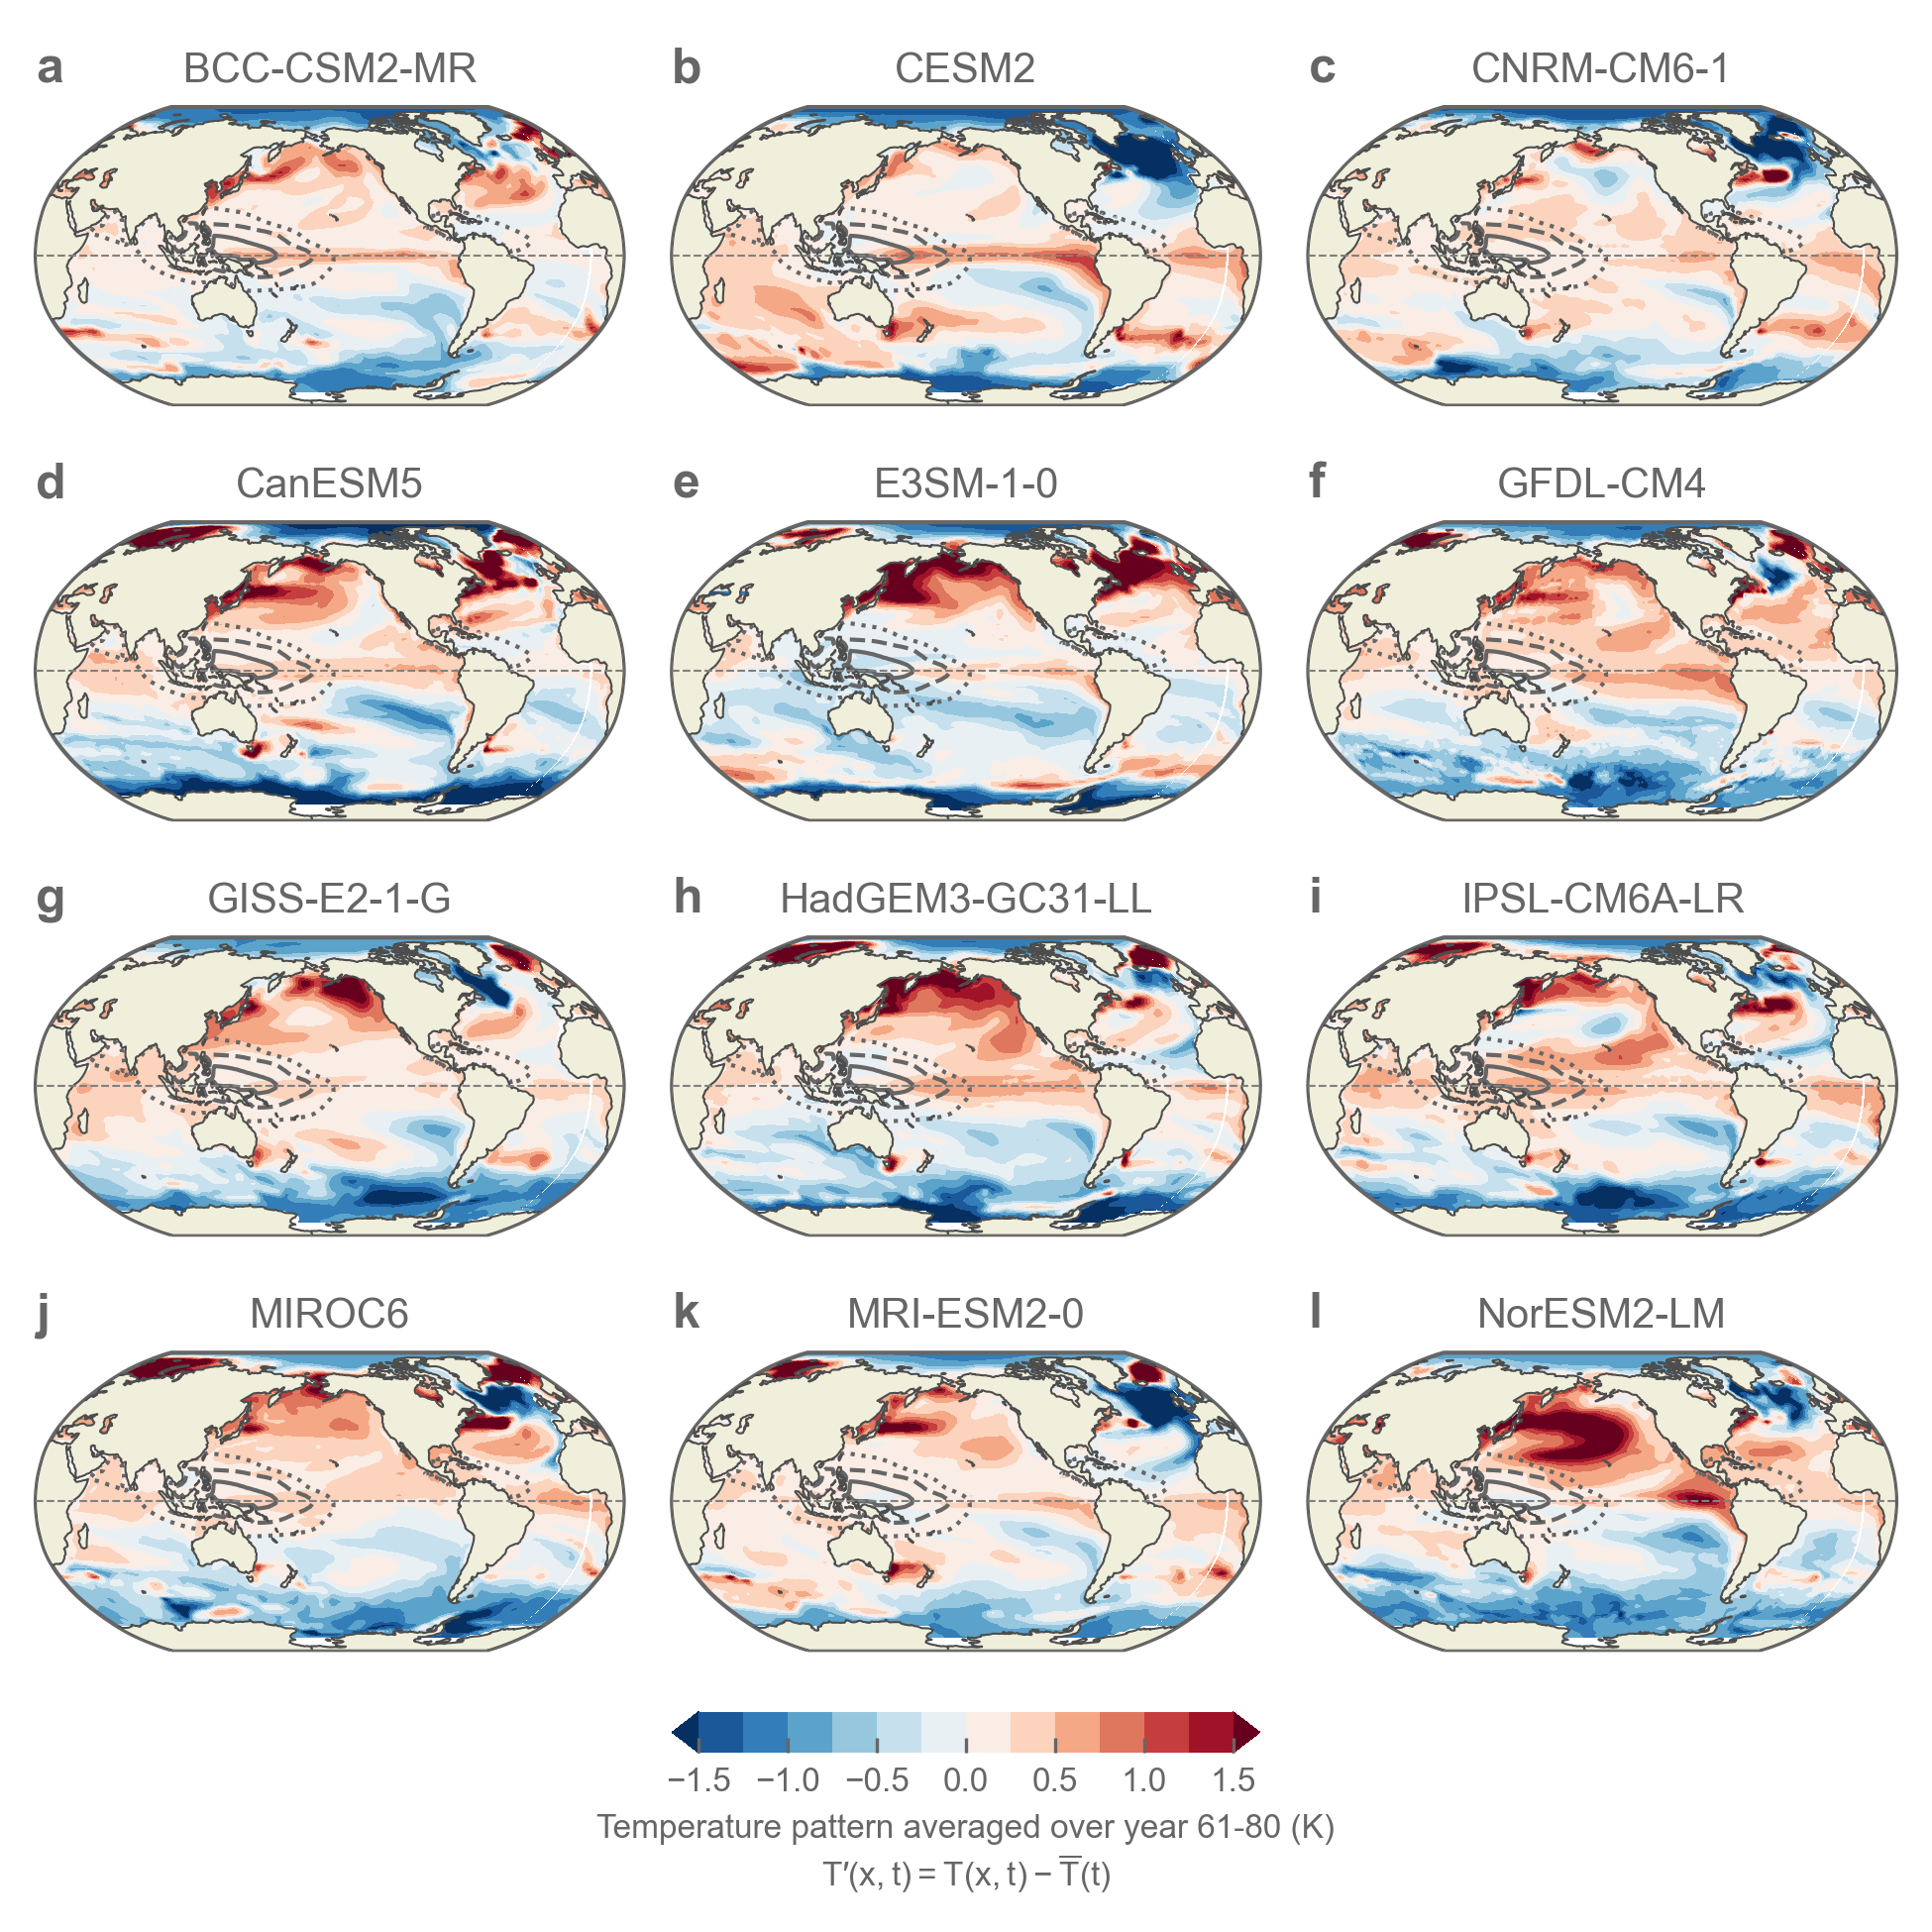 a BCC-CSM2-MR
b CESM2
c CNRM-CM6-1
d CanESM5
e E3SM-1-0
f GFDL-CM4
g GISS-E2-1-G
h HadGEM3-GC31-LL
i IPSL-CM6A-LR
j MIROC6
k MRI-ESM2-0
l NorESM2-LM
−1.5 −1.0 −0.5 0.0 0.5 1.0 1.5
Temperature pattern averaged over year 61-80 (K)
T′(x, t) = T(x, t) − T̅(t)